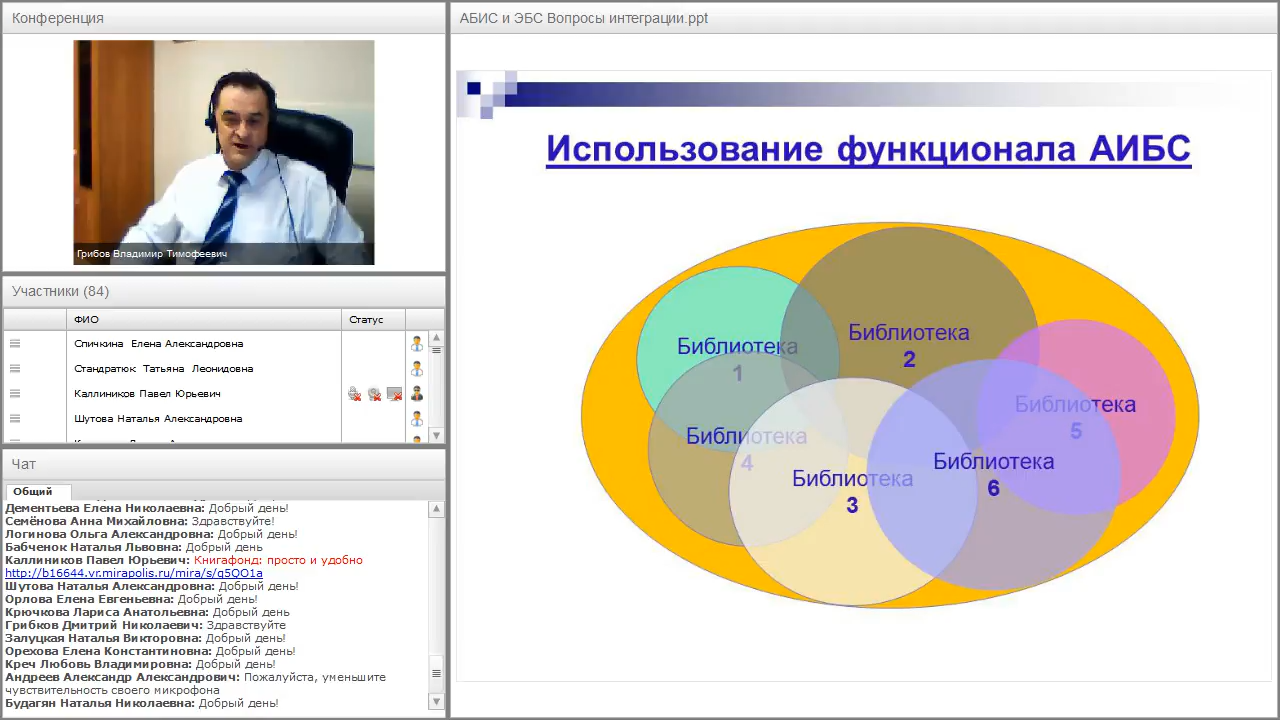 Конференция
Грибов Владимир Тимофеевич
Участники (84)
ФИО
Статус
Спичкина Елена Александровна
Стандратюк Татьяна Леонидовна
Каллиников Павел Юрьевич
Шутова Наталья Александровна
Чат
Общий
Дементьева Елена Николаевна: Добрый день!
Семёнова Анна Михайловна: Здравствуйте!
Логинова Ольга Александровна: Добрый день!
Бабченок Наталья Львовна: Добрый день
Каллиников Павел Юрьевич: Книгафонд: просто и удобно
http://b16644.vr.mirapolis.ru/mira/s/q5QO1a
Шутова Наталья Александровна: Добрый день!
Орлова Елена Евгеньевна: Добрый день!
Крючкова Лариса Анатольевна: Добрый день
Грибков Дмитрий Николаевич: Здравствуйте
Залуцкая Наталья Викторовна: Добрый день!
Орехова Елена Константиновна: Добрый день!
Креч Любовь Владимировна: Добрый день!
Андреев Александр Александрович: Пожалуйста, уменьшите
чувствительность своего микрофона
Будагян Наталья Николаевна: Добрый день!
АБИС и ЭБС Вопросы интеграции.ppt
Использование функционала АИБС
Библиотека
1
Библиотека
2
Библиотека
5
Библиотека
4
Библиотека
3
Библиотека
6